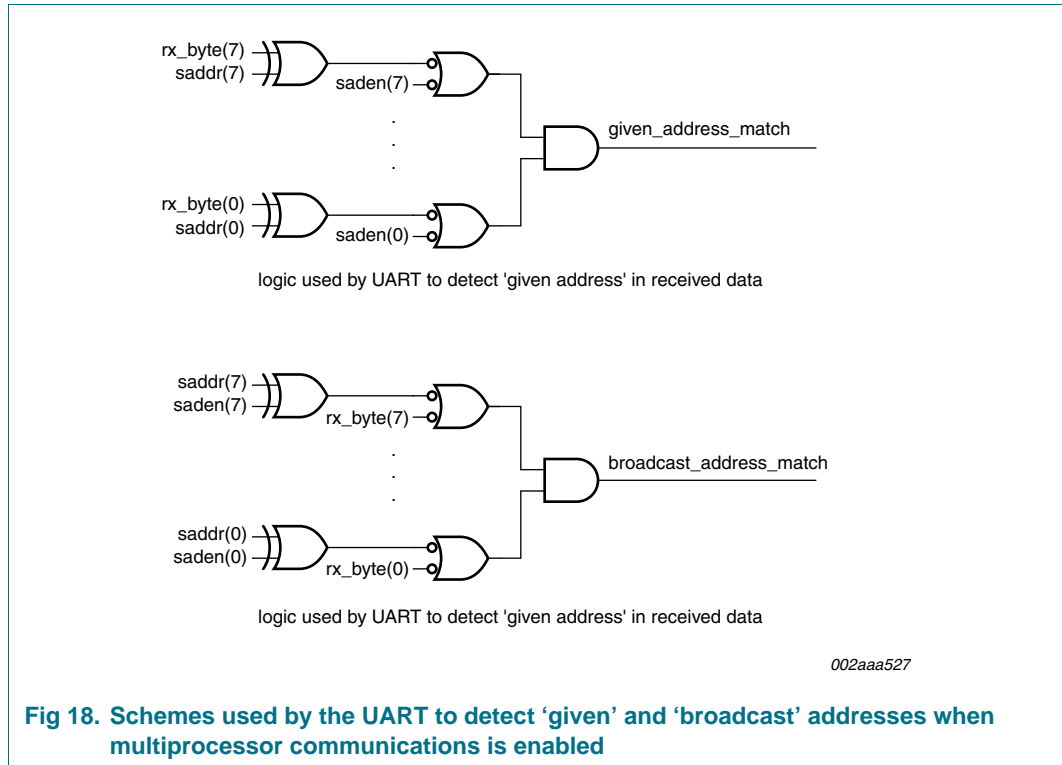 rx_byte(7)
saddr(7)
saden(7)
.
.
.
given_address_match
rx_byte(0)
saddr(0)
saden(0)
logic used by UART to detect 'given address' in received data
saddr(7)
saden(7)
rx_byte(7)
.
.
.
broadcast_address_match
saddr(0)
saden(0)
rx_byte(0)
logic used by UART to detect 'given address' in received data
002aaa527
Fig 18. Schemes used by the UART to detect ‘given’ and ‘broadcast’ addresses when
multiprocessor communications is enabled